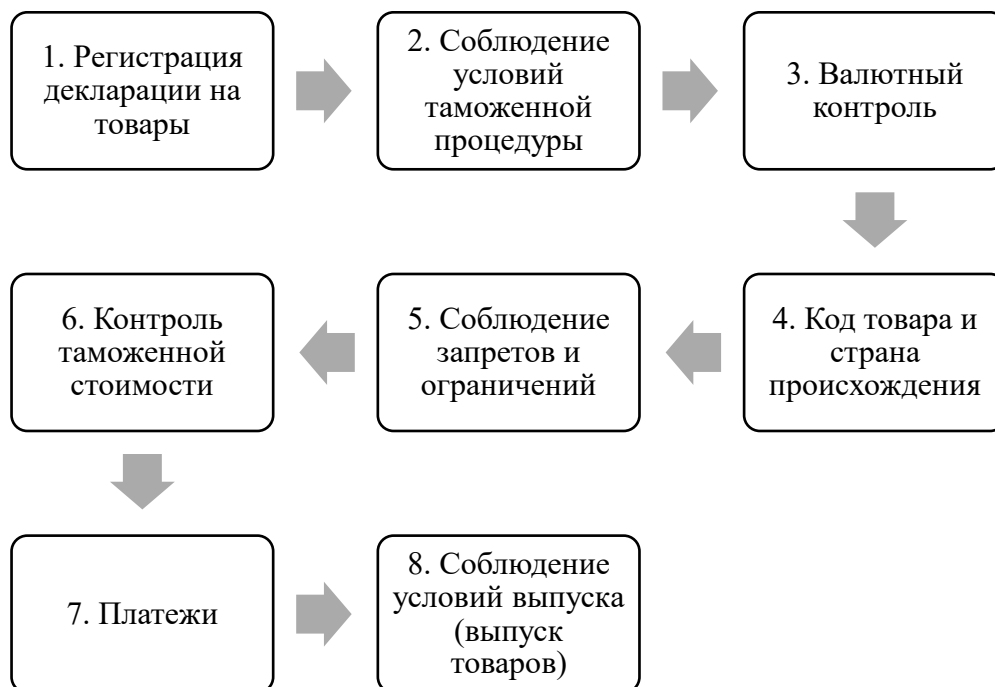 1. Регистрация
декларации на
товары
2. Соблюдение
условий
таможенной
процедуры
3. Валютный
контроль
4. Код товара и
страна
происхождения
5. Соблюдение
запретов и
ограничений
6. Контроль
таможенной
стоимости
7. Платежи
8. Соблюдение
условий выпуска
(выпуск
товаров)